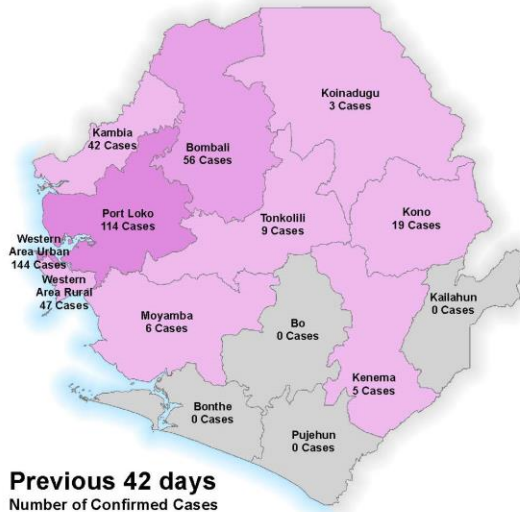 Koinadugu
3 Cases
Kambia
42 Cases
Bombali
56 Cases
Port Loko
114 Cases
Tonkolili
9 Cases
Kono
19 Cases
Western
Area Urban
144 Cases
Western
Area Rural
47 Cases
Moyamba
6 Cases
Bo
0 Cases
Kailahun
0 Cases
Kenema
5 Cases
Bonthe
0 Cases
Pujehun
0 Cases
Previous 42 days
Number of Confirmed Cases